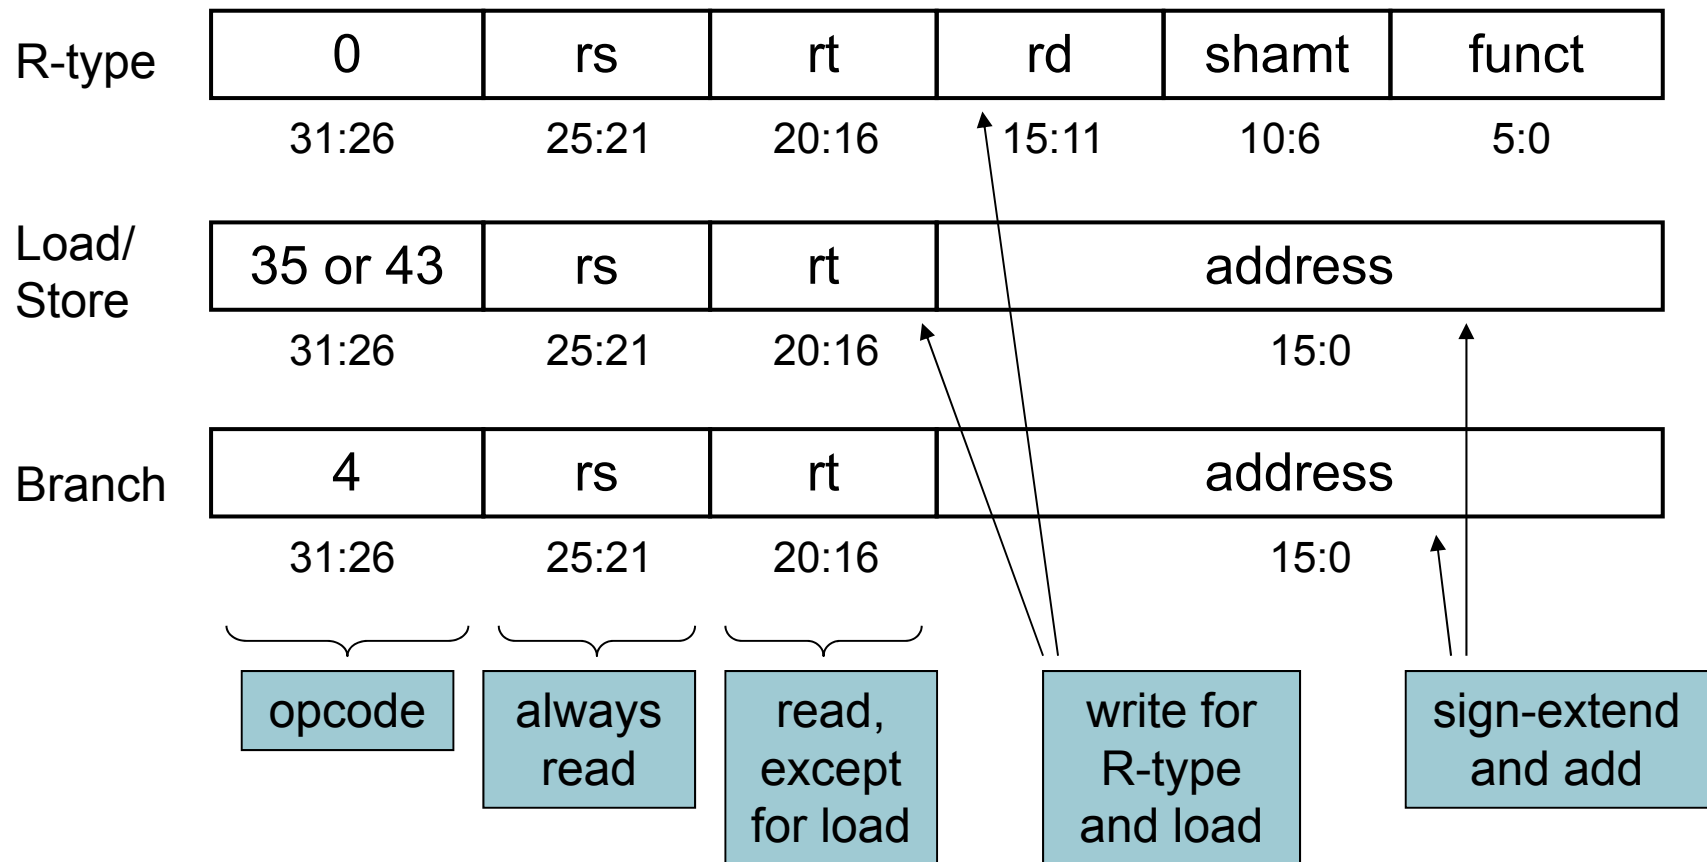 R-type
0 rs rt rd shamt funct
31:26 25:21 20:16 15:11 10:6 5:0
Load/
Store
35 or 43 rs rt address
31:26 25:21 20:16 15:0
Branch
4 rs rt address
31:26 25:21 20:16 15:0
opcode
always
read
read,
except
for load
write for
R-type
and load
sign-extend
and add